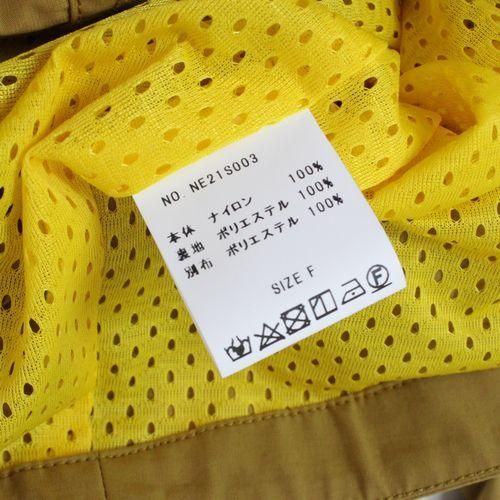 NO. NE21S003
本体 ナイロン 100%
裏地 ポリエステル 100%
別布 ポリエステル 100%
SIZE F
F